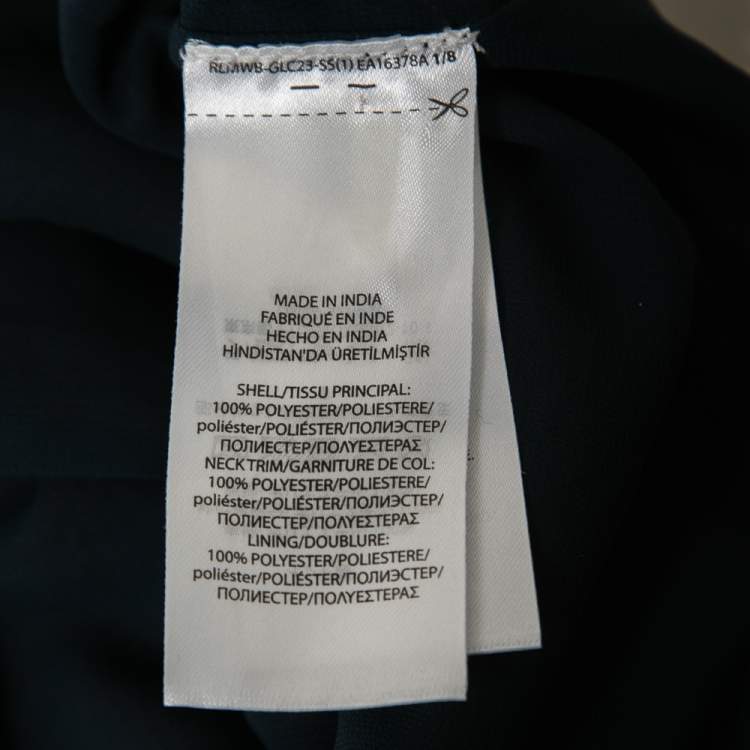 RLMWB-GLC23-SS(1) EA16378A 1/8
MADE IN INDIA
FABRIQUÉ EN INDE
HECHO EN INDIA
HİNDİSTAN'DA ÜRETİLMİŞTİR
SHELL/TISSU PRINCIPAL:
100% POLYESTER/POLIESTERE/
poliéster/POLIÉSTER/ПОЛИЭСТЕР/
ПОЛИЕСТЕР/ΠΟΛΥΕΣΤΕΡΑΣ
NECK TRIM/GARNITURE DE COL:
100% POLYESTER/POLIESTERE/
poliéster/POLIÉSTER/ПОЛИЭСТЕР/
ПОЛИЕСТЕР/ΠΟΛΥΕΣΤΕΡΑΣ
LINING/DOUBLURE:
100% POLYESTER/POLIESTERE/
poliéster/POLIÉSTER/ПОЛИЭСТЕР/
ПОЛИЕСТЕР/ΠΟΛΥΕΣΤΕΡΑΣ